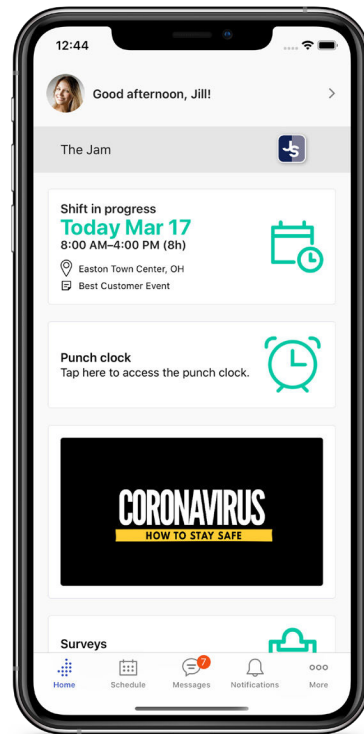 12:44
Good afternoon, Jill!
The Jam
JS
Shift in progress
Today Mar 17
8:00 AM–4:00 PM (8h)
Easton Town Center, OH
Best Customer Event
Punch clock
Tap here to access the punch clock.
CORONAVIRUS
HOW TO STAY SAFE
Surveys
7
Home Schedule Messages Notifications More